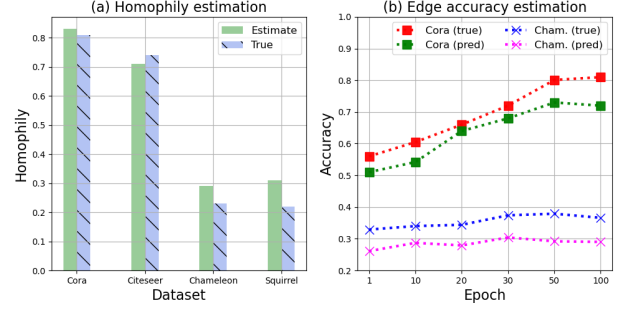 (a) Homophily estimation
Estimate
True
Homophily
0.8
0.7
0.6
0.5
0.4
0.3
0.2
0.1
0.0
Cora Citeseer Chameleon Squirrel
Dataset
(b) Edge accuracy estimation
Cora (true) Cham. (true)
Cora (pred) Cham. (pred)
Accuracy
1.0
0.9
0.8
0.7
0.6
0.5
0.4
0.3
0.2
1 10 20 30 50 100
Epoch